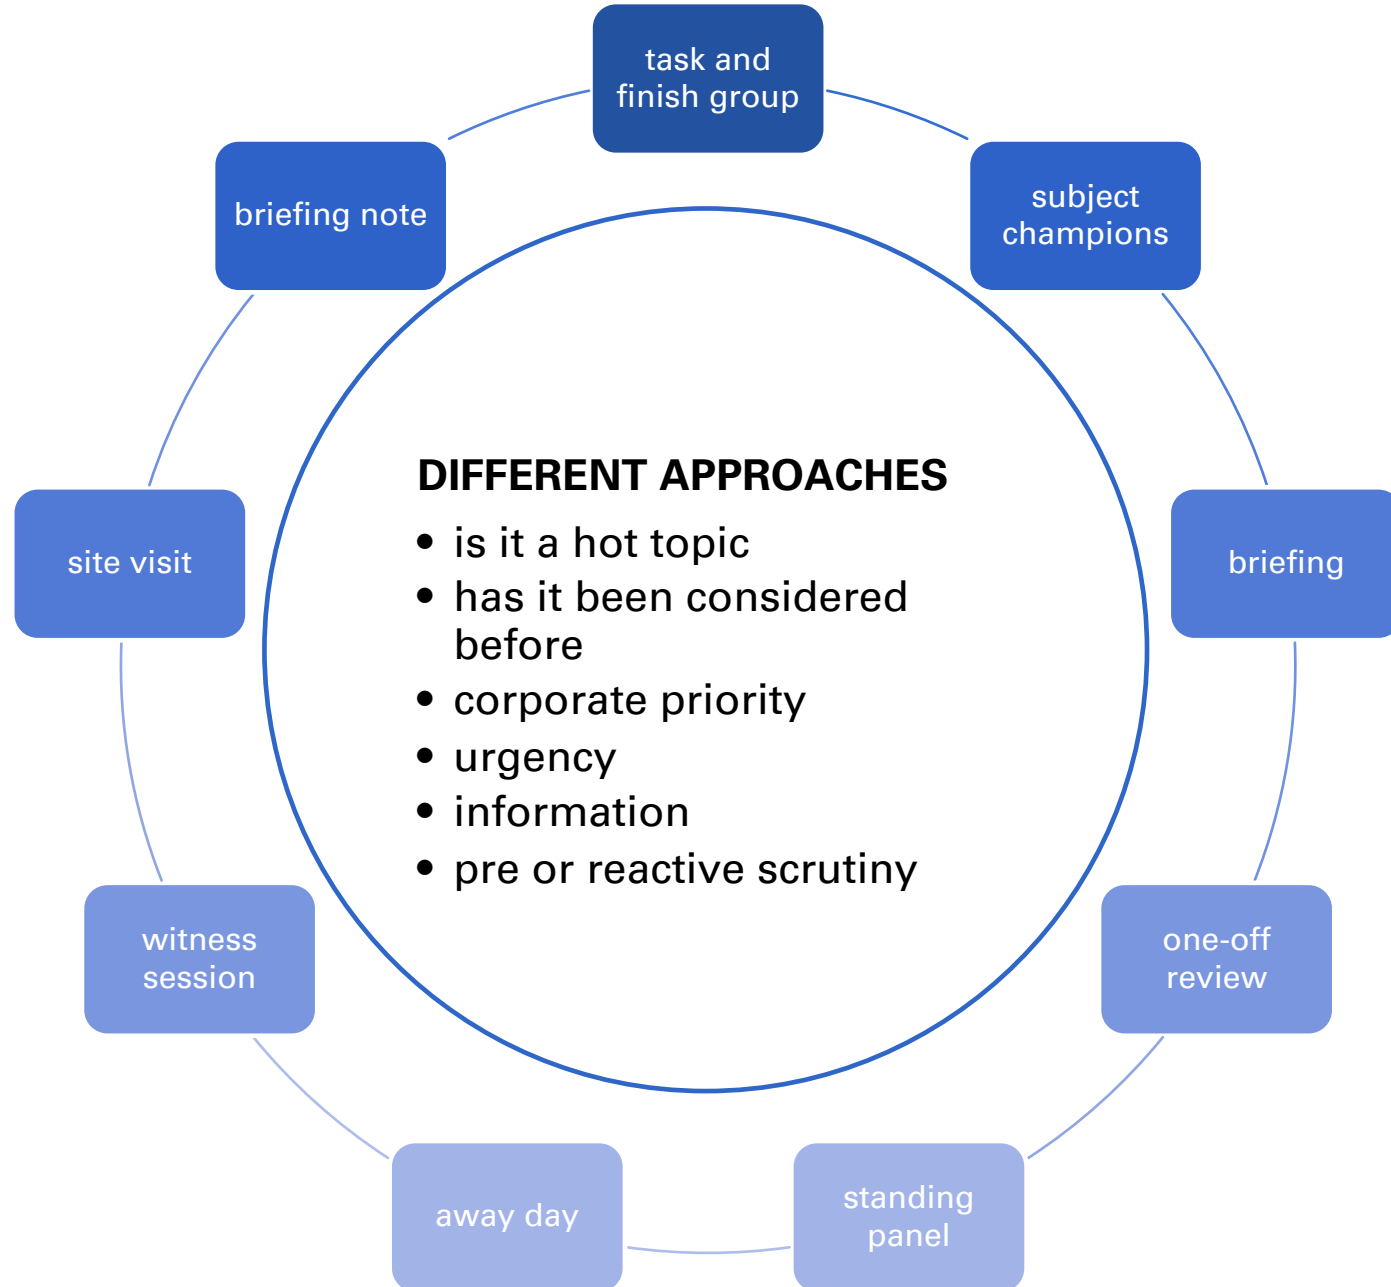 task and
finish group
subject
champions
briefing
one-off
review
standing
panel
away day
witness
session
site visit
briefing note
DIFFERENT APPROACHES
• is it a hot topic
• has it been considered
before
• corporate priority
• urgency
• information
• pre or reactive scrutiny